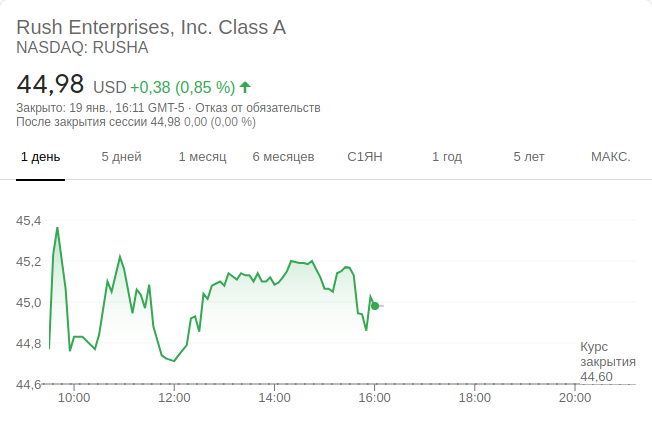 Rush Enterprises, Inc. Class A
NASDAQ: RUSHA
44,98 USD +0,38 (0,85 %)
Закрыто: 19 янв., 16:11 GMT-5 · Отказ от обязательств
После закрытия сессии 44,98 0,00 (0,00 %)
1 день 5 дней 1 месяц 6 месяцев С1ЯН 1 год 5 лет МАКС.
45,4
45,2
45,0
44,8
Курс
закрытия
44,60
44,6
10:00 12:00 14:00 16:00 18:00 20:00